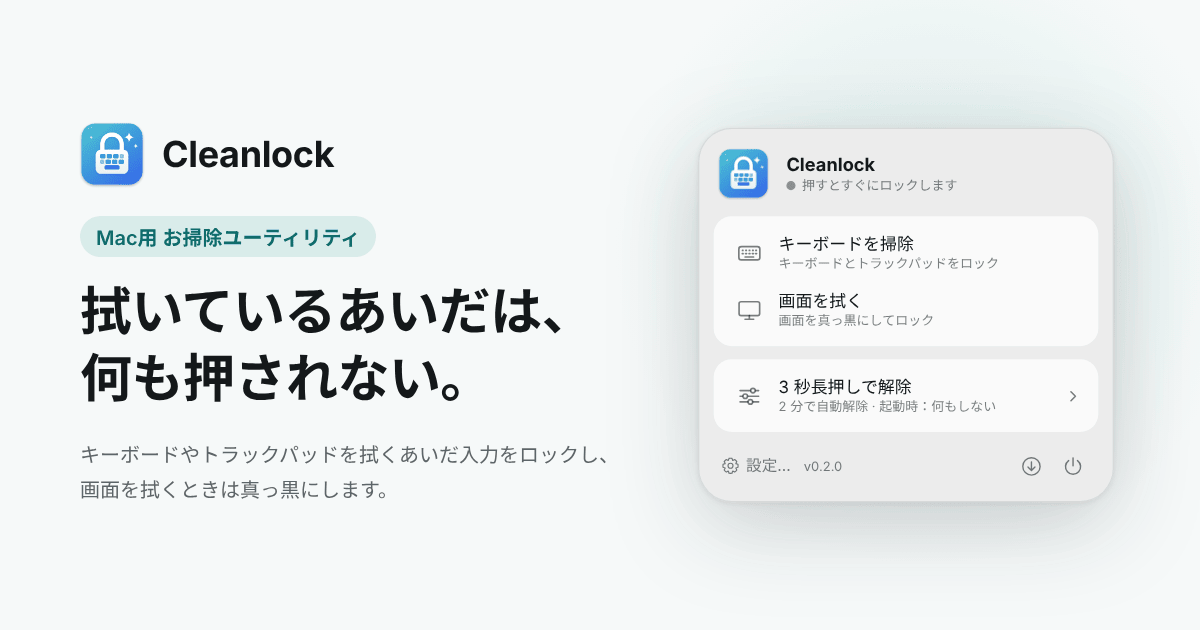 Cleanlock
Mac用 お掃除ユーティリティ
拭いているあいだは、
何も押されない。
キーボードやトラックパッドを拭くあいだ入力をロックし、
画面を拭くときは真っ黒にします。
Cleanlock
押すとすぐにロックします
キーボードを掃除
キーボードとトラックパッドをロック
画面を拭く
画面を真っ黒にしてロック
3 秒長押しで解除
2 分で自動解除 · 起動時：何もしない
設定... v0.2.0